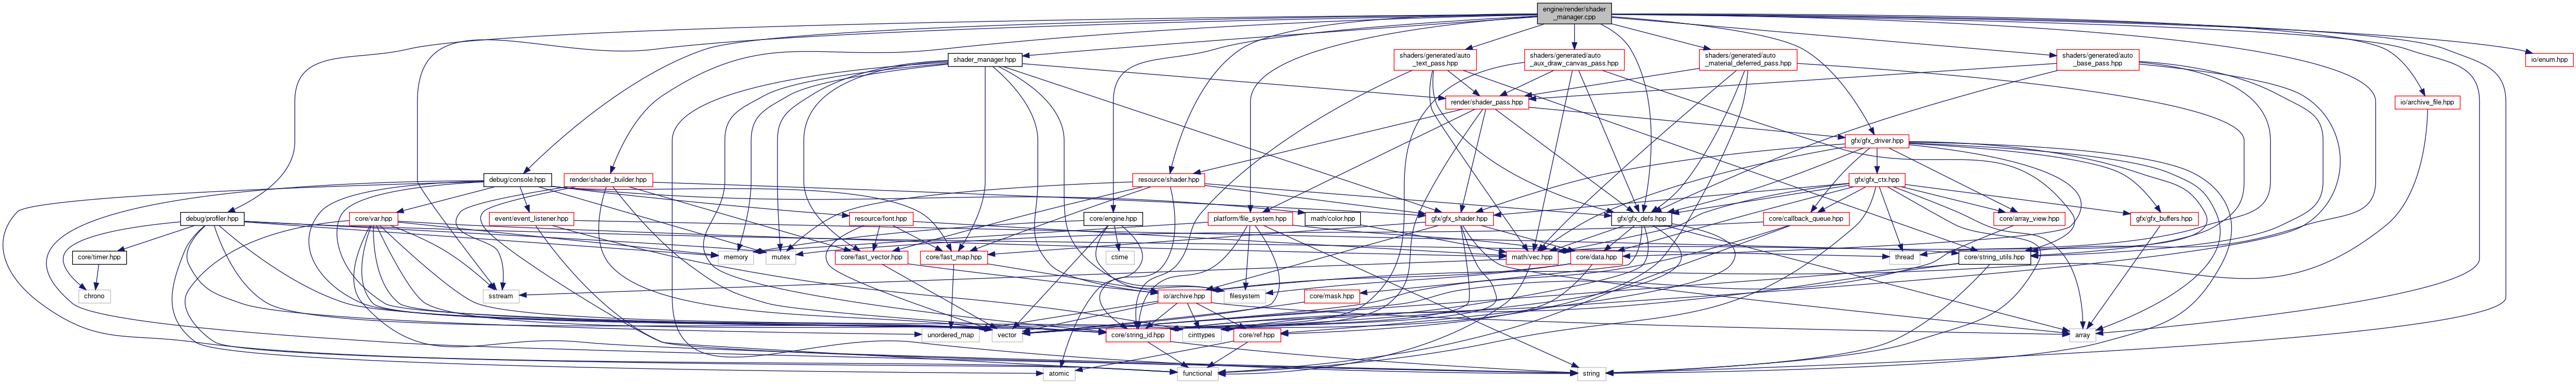 engine/render/shader
_manager.cpp
shader_manager.hpp
shaders/generated/auto
_text_pass.hpp
shaders/generated/auto
_aux_draw_canvas_pass.hpp
shaders/generated/auto
_material_deferred_pass.hpp
shaders/generated/auto
_base_pass.hpp
io/enum.hpp
render/shader_pass.hpp
io/archive_file.hpp
gfx/gfx_driver.hpp
debug/console.hpp
render/shader_builder.hpp
resource/shader.hpp
gfx/gfx_ctx.hpp
debug/profiler.hpp
core/var.hpp
event/event_listener.hpp
math/color.hpp
resource/font.hpp
core/engine.hpp
platform/file_system.hpp
gfx/gfx_shader.hpp
gfx/gfx_defs.hpp
core/callback_queue.hpp
core/array_view.hpp
gfx/gfx_buffers.hpp
core/timer.hpp
memory
mutex
core/fast_vector.hpp
core/fast_map.hpp
ctime
math/vec.hpp
core/data.hpp
thread
core/string_utils.hpp
chrono
sstream
io/archive.hpp
filesystem
core/mask.hpp
unordered_map
vector
core/string_id.hpp
cinttypes
core/ref.hpp
array
atomic
functional
string